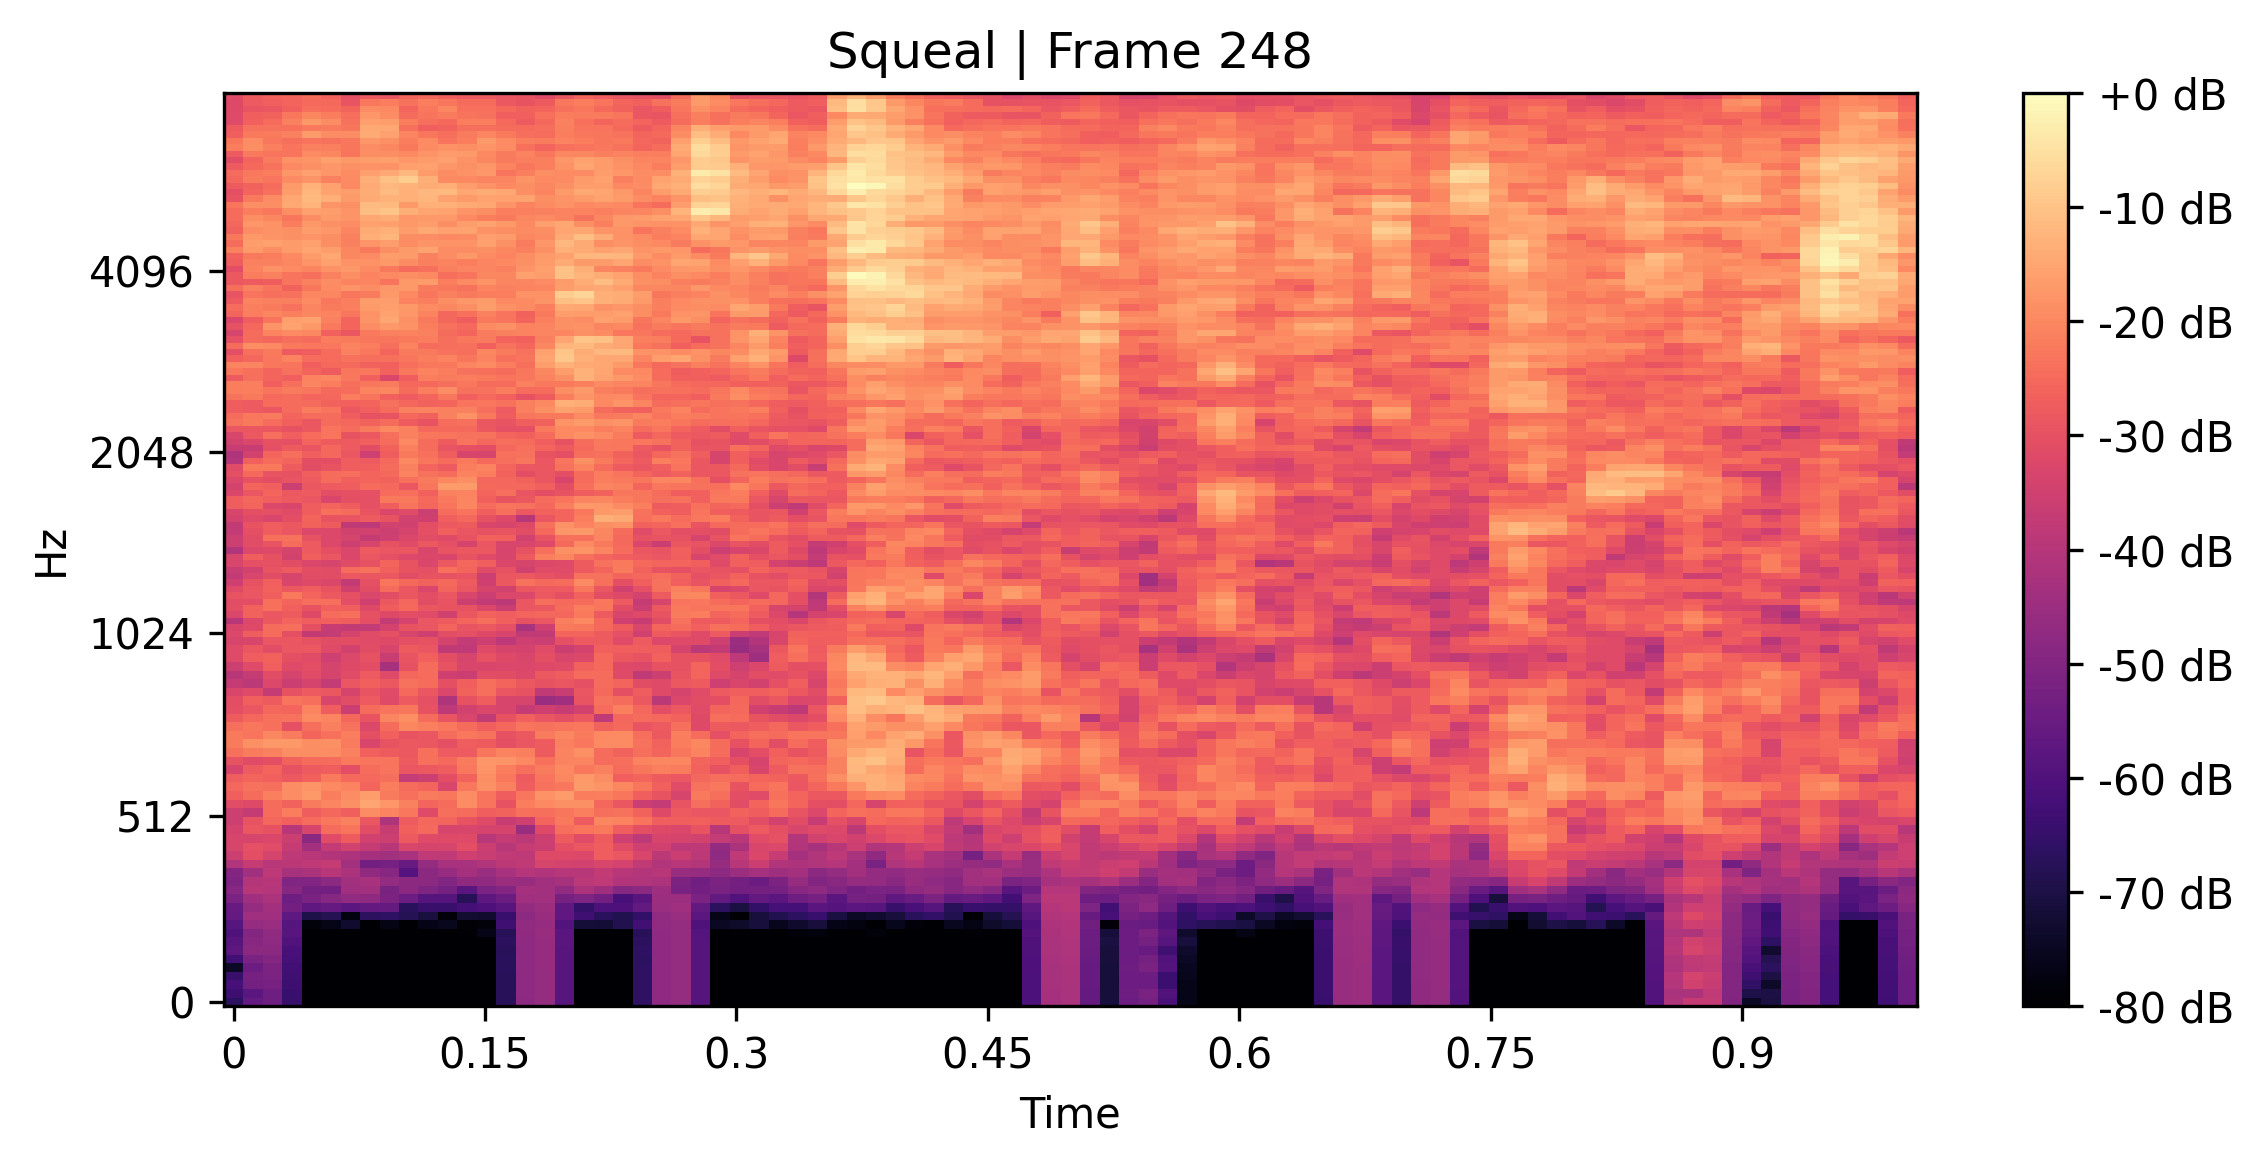 Squeal | Frame 248
+0 dB
-10 dB
-20 dB
-30 dB
-40 dB
-50 dB
-60 dB
-70 dB
-80 dB
Hz
4096
2048
1024
512
0
0 0.15 0.3 0.45 0.6 0.75 0.9
Time